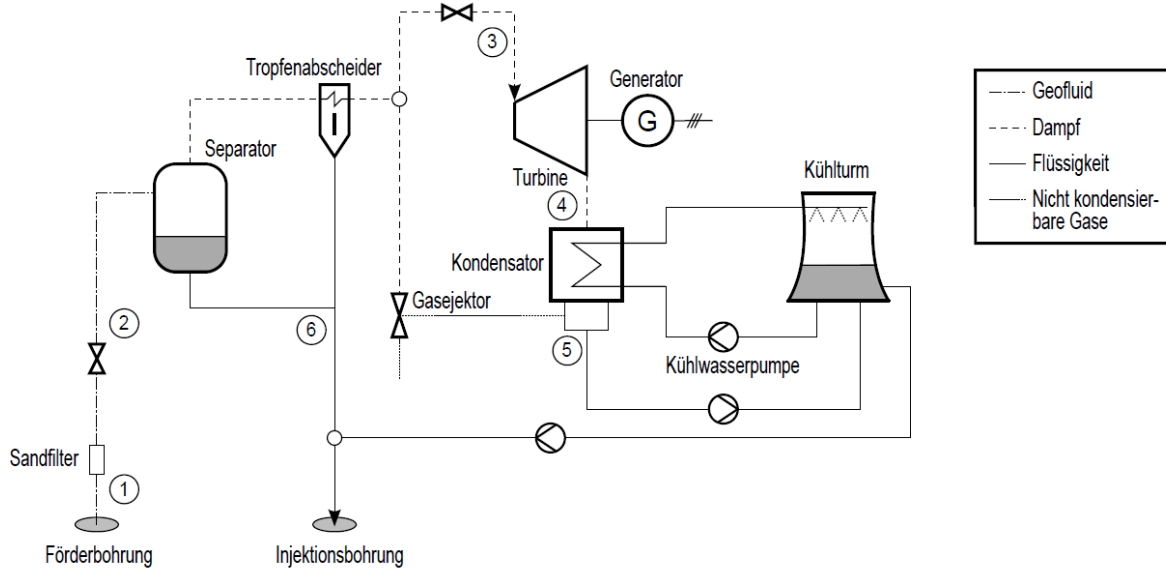 3
Tropfenabscheider
Generator
G
Geofluid
Dampf
Flüssigkeit
Nicht kondensier-
bare Gase
Separator
Turbine
Kühlturm
4
Kondensator
2
6
Gasejektor
5
Kühlwasserpumpe
Sandfilter
1
Förderbohrung
Injektionsbohrung